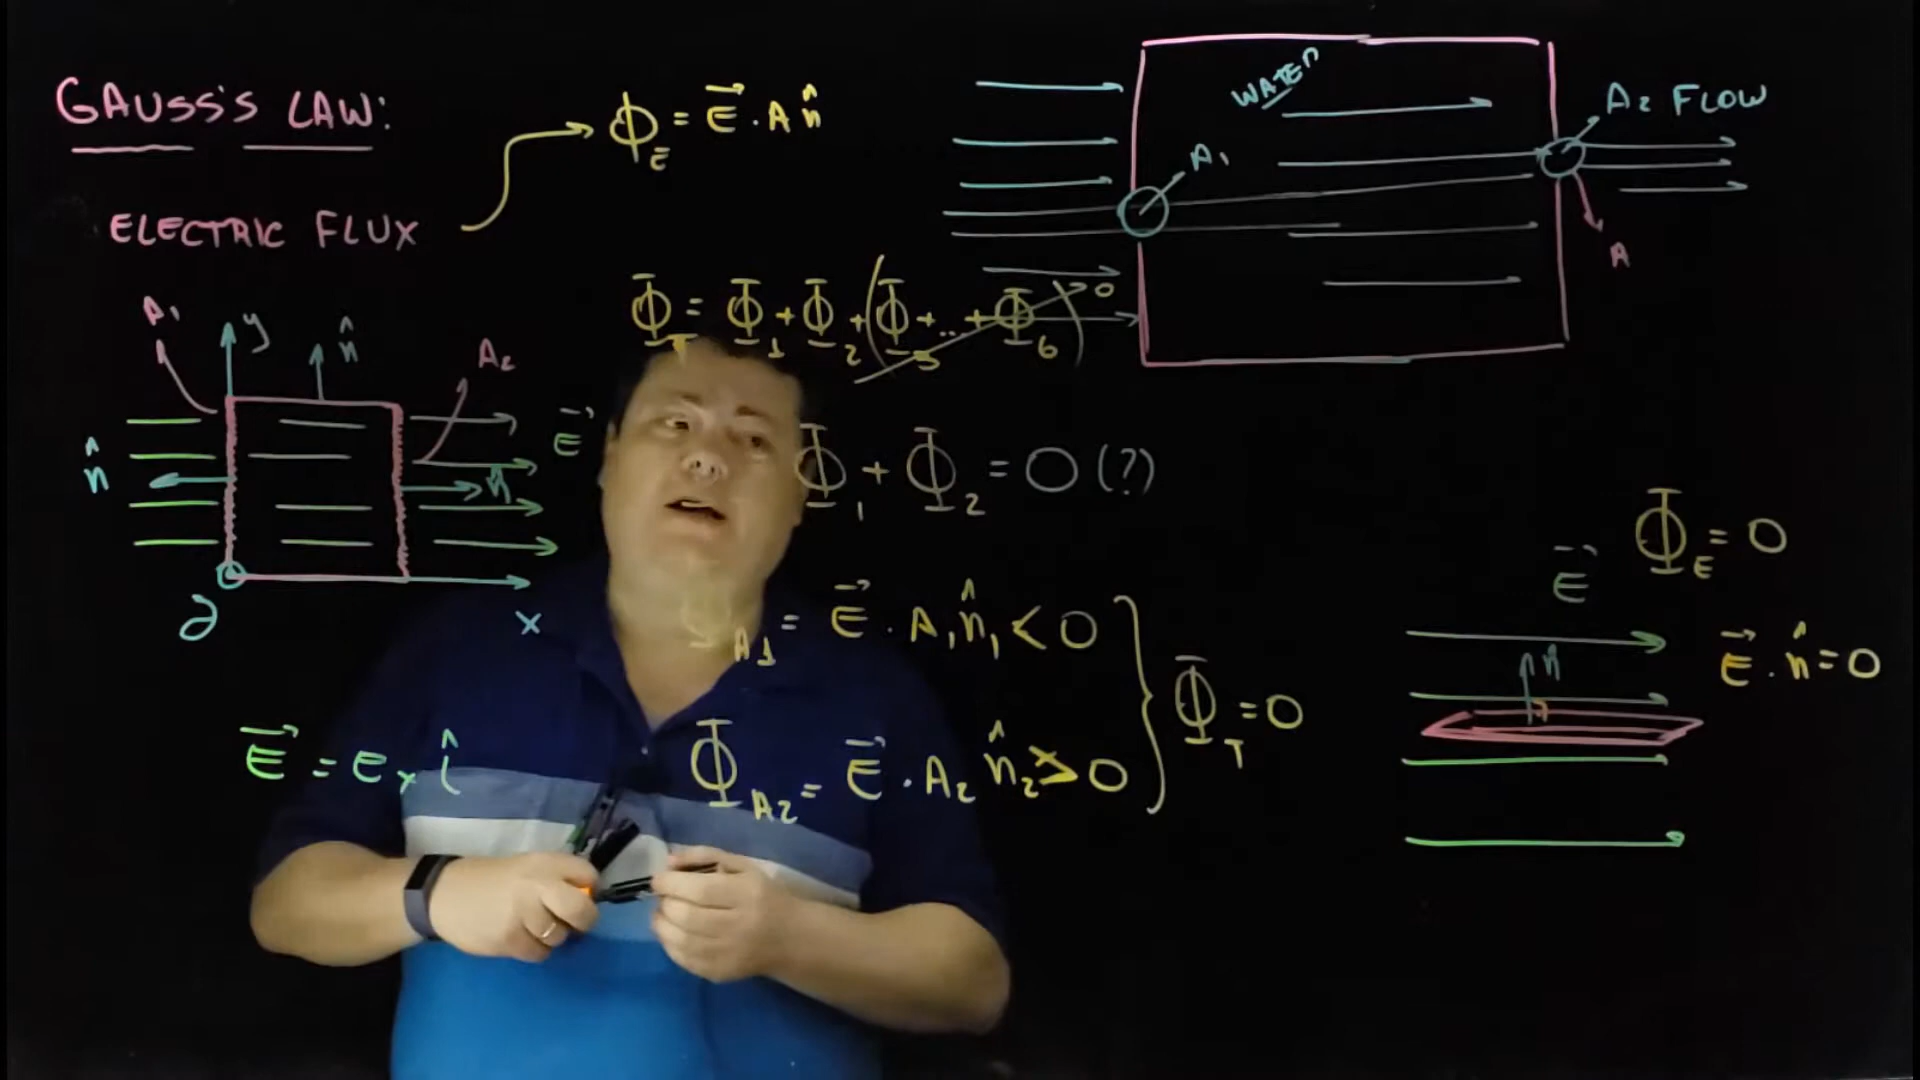 GAUSS'S LAW:
Φ_E = E⃗ · A n̂
ELECTRIC FLUX
WATER
A₂ FLOW
A₁
A
Φ_T = Φ₁ + Φ₂ + (Φ₃ + ... + Φ₆) 0
A₁
y
n̂
A₂
E⃗
n̂
n̂
z
x
Φ₁ + Φ₂ = 0 (?)
A1 = E⃗ · A₁ n̂₁ < 0
Φ_A2 = E⃗ · A₂ n̂₂ > 0
Φ_T = 0
E⃗ = E_x î
Φ_E = 0
E⃗
n̂
E⃗ · n̂ = 0